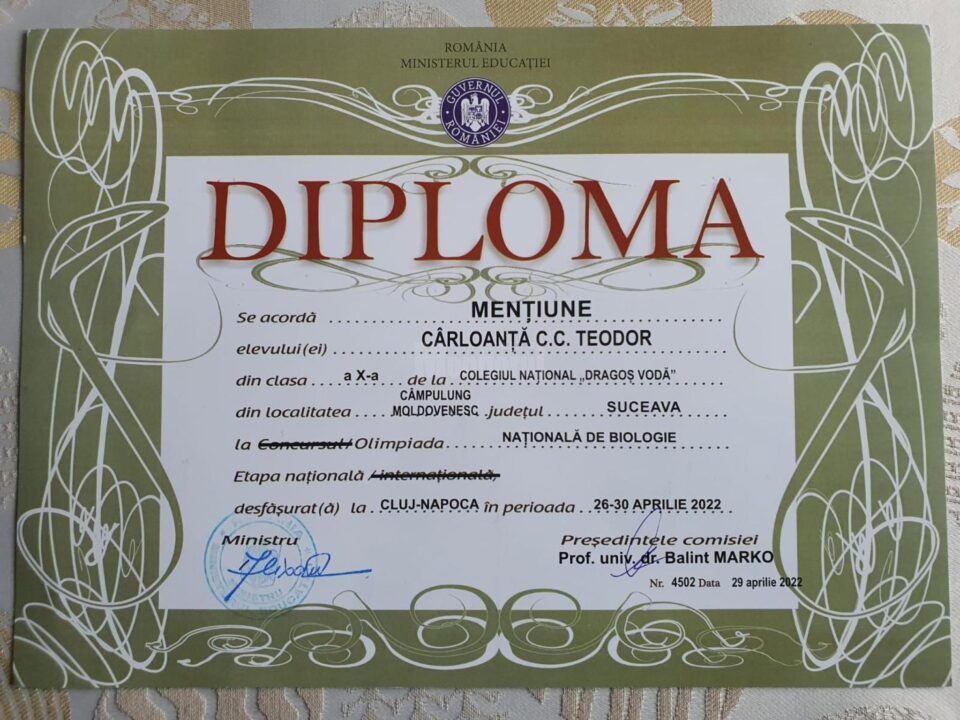 ROMÂNIA
MINISTERUL EDUCAȚIEI
GUVERNUL ROMÂNIEI
DIPLOMA
Se acordă ........ MENȚIUNE ........
elevului(ei) ........ CÂRLOANȚĂ C.C. TEODOR ........
din clasa .... a X-a .... de la .. COLEGIUL NAȚIONAL „DRAGOȘ VODĂ” ....
din localitatea .... CÂMPULUNG MOLDOVENESC .județul ...... SUCEAVA ......
la Concursul/ Olimpiada ...... NAȚIONALĂ DE BIOLOGIE ......
Etapa națională / internațională,
desfășurat(ă) la .. CLUJ-NAPOCA în perioada .. 26-30 APRILIE 2022 ..
Ministru
Președintele comisiei
Prof. univ. dr. Balint MARKO
Nr. 4502 Data 29 aprilie 2022